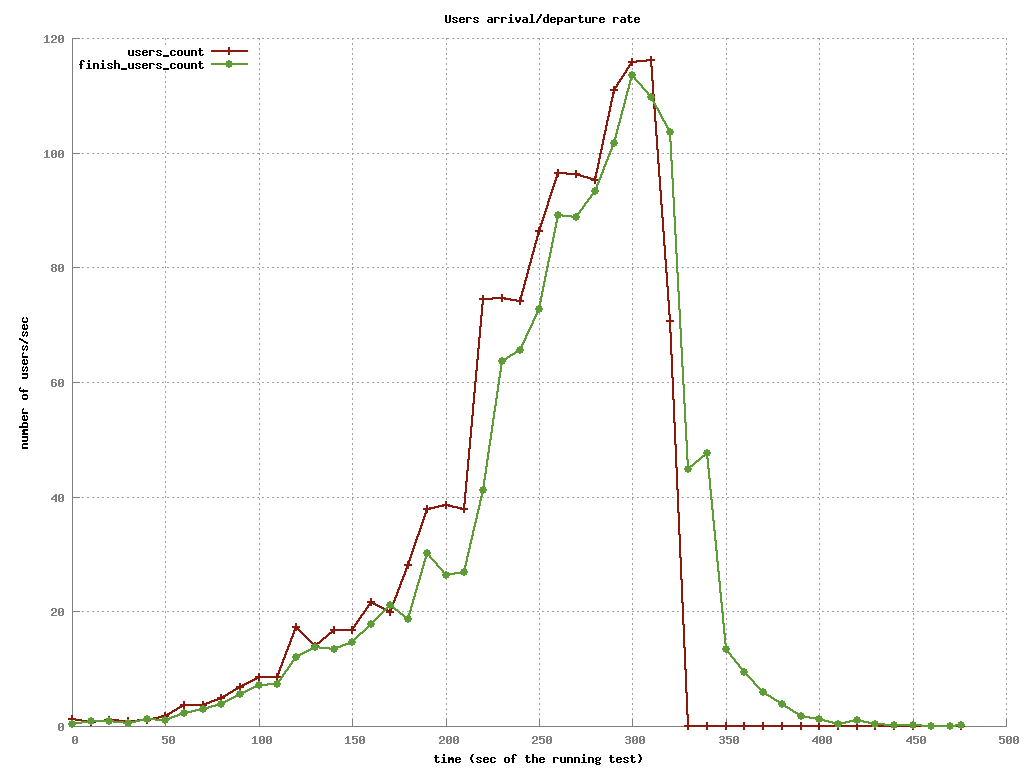 Users arrival/departure rate
users_count
finish_users_count
120
100
80
60
40
20
0
number of users/sec
0 50 100 150 200 250 300 350 400 450 500
time (sec of the running test)